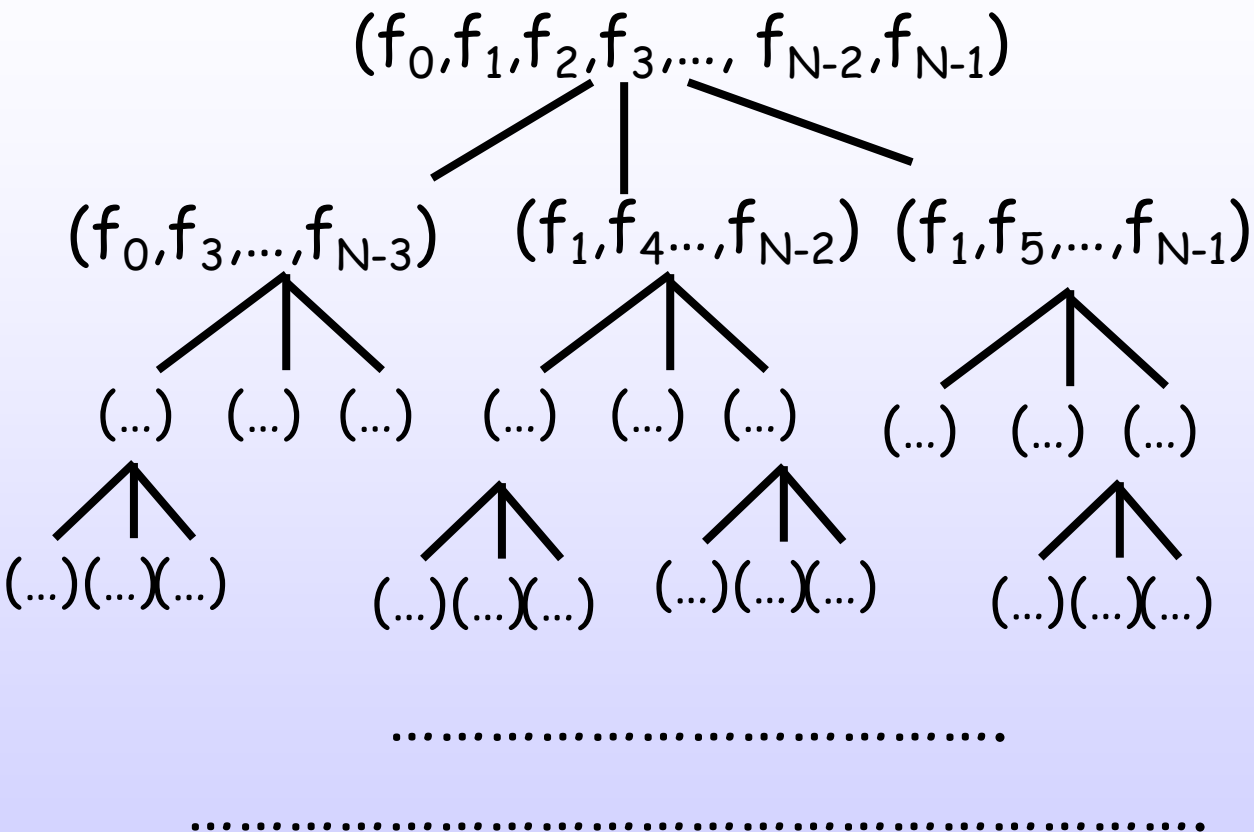 (f0,f1,f2,f3,..., fN-2,fN-1)
(f0,f3,...,fN-3) (f1,f4...,fN-2) (f1,f5,...,fN-1)
(...) (...) (...) (...) (...) (...) (...) (...) (...)
(...)(...)(...) (...)(...)(...) (...)(...)(...) (...)(...)(...)
....................................
............................................................